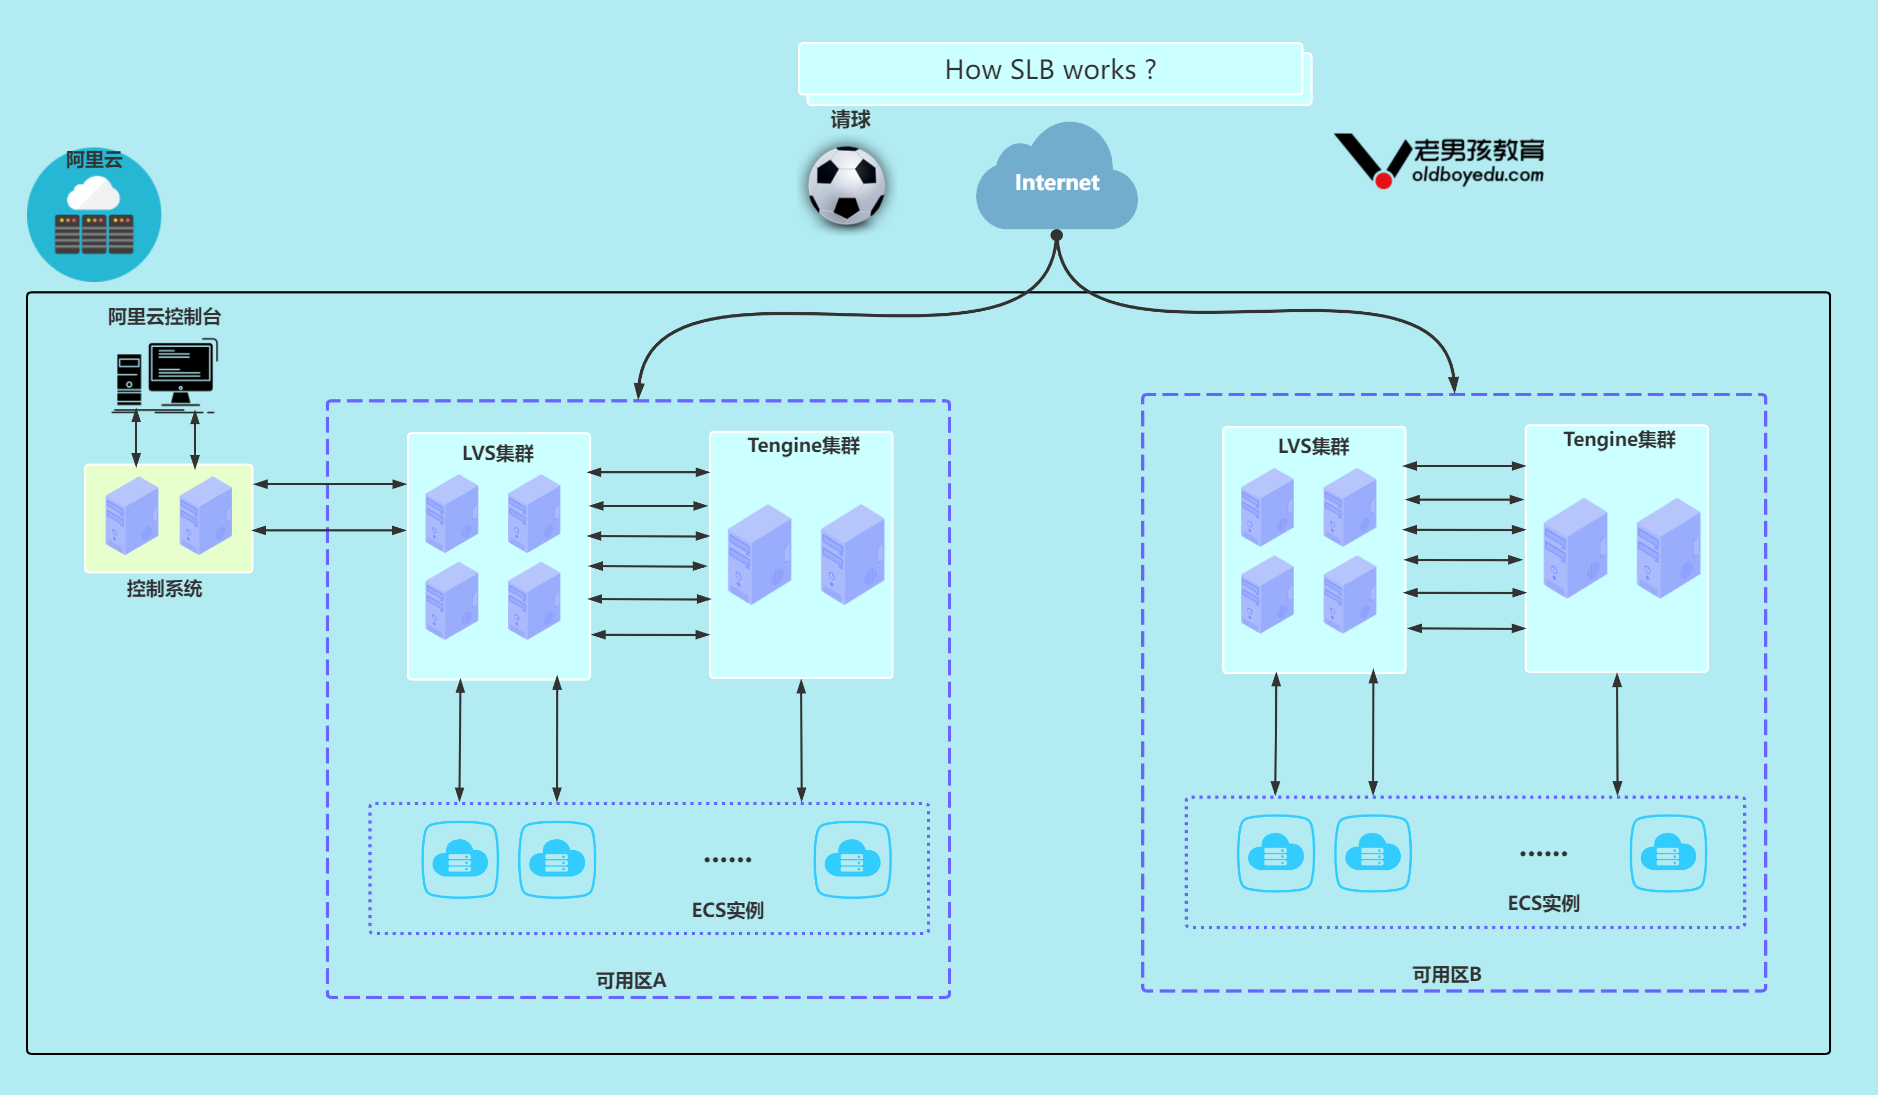 How SLB works ?
请球
阿里云
Internet
老男孩教育
oldboyedu.com
阿里云控制台
控制系统
LVS集群
Tengine集群
......
ECS实例
可用区A
LVS集群
Tengine集群
......
ECS实例
可用区B